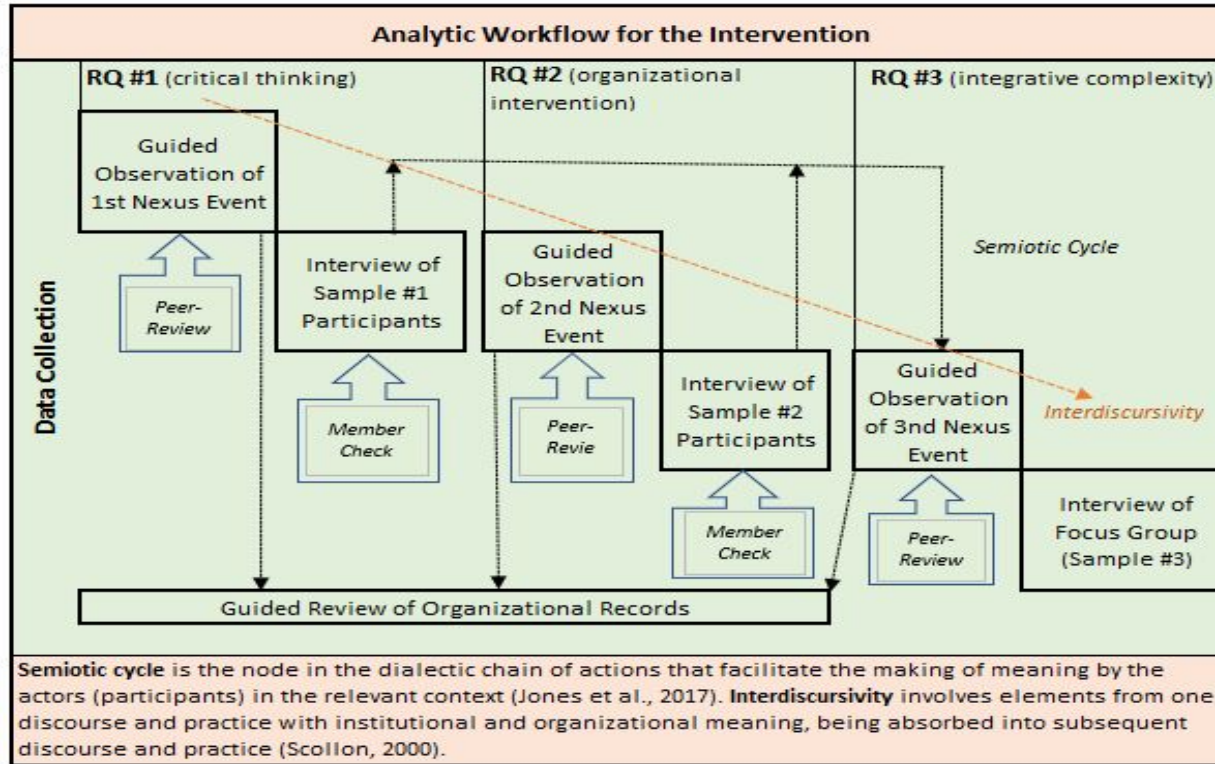 Analytic Workflow for the Intervention
RQ #1 (critical thinking)
RQ #2 (organizational
intervention)
RQ #3 (integrative complexity)
Data Collection
Guided
Observation of
1st Nexus Event
Peer-
Review
Interview of
Sample #1
Participants
Member
Check
Guided
Observation
of 2nd Nexus
Event
Peer-
Revie
Interview of
Sample #2
Participants
Member
Check
Semiotic Cycle
Guided
Observation
of 3nd Nexus
Event
Interdiscursivity
Peer-
Review
Interview of
Focus Group
(Sample #3)
Guided Review of Organizational Records
Semiotic cycle is the node in the dialectic chain of actions that facilitate the making of meaning by the
actors (participants) in the relevant context (Jones et al., 2017). Interdiscursivity involves elements from one
discourse and practice with institutional and organizational meaning, being absorbed into subsequent
discourse and practice (Scollon, 2000).